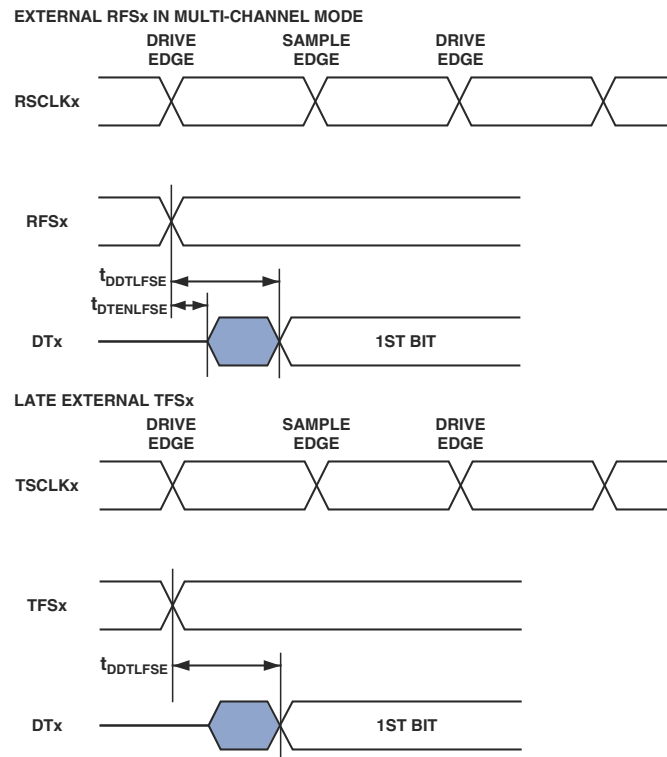 EXTERNAL RFSx IN MULTI-CHANNEL MODE
DRIVE EDGE
SAMPLE EDGE
DRIVE EDGE
RSCLKx
RFSx
tDDTLFSE
tDTENLFSE
DTx
1ST BIT
LATE EXTERNAL TFSx
DRIVE EDGE
SAMPLE EDGE
DRIVE EDGE
TSCLKx
TFSx
tDDTLFSE
DTx
1ST BIT